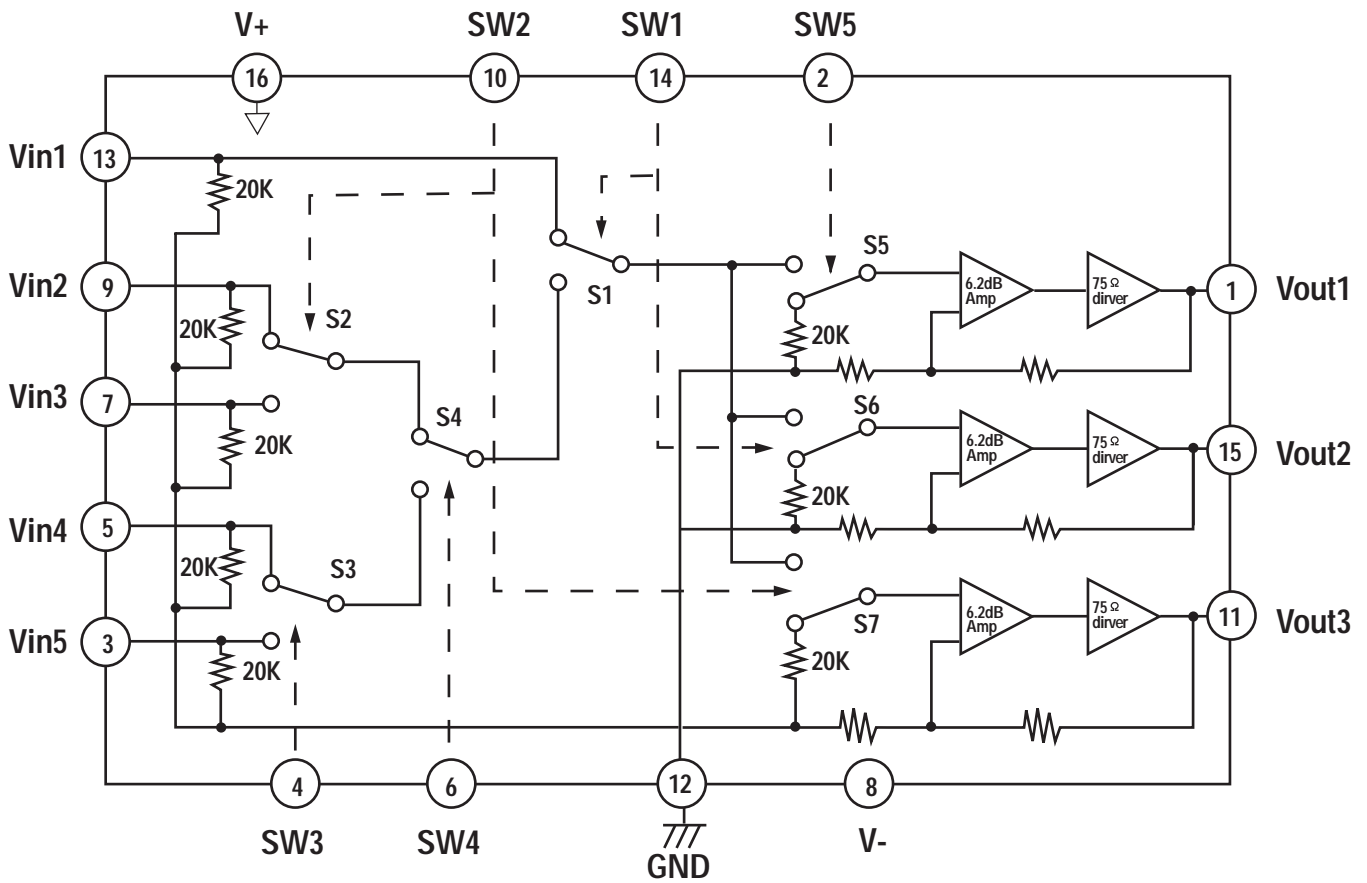 V+ SW2 SW1 SW5
16 10 14 2
Vin1 13
20K
Vin2 9
20K
S2
S1
S5
6.2dB
Amp
75 Ω
dirver
1 Vout1
20K
Vin3 7
20K
S4
S6
6.2dB
Amp
75 Ω
dirver
15 Vout2
20K
Vin4 5
20K
S3
S7
6.2dB
Amp
75 Ω
dirver
11 Vout3
20K
Vin5 3
20K
4 6 12 8
SW3 SW4 GND V-